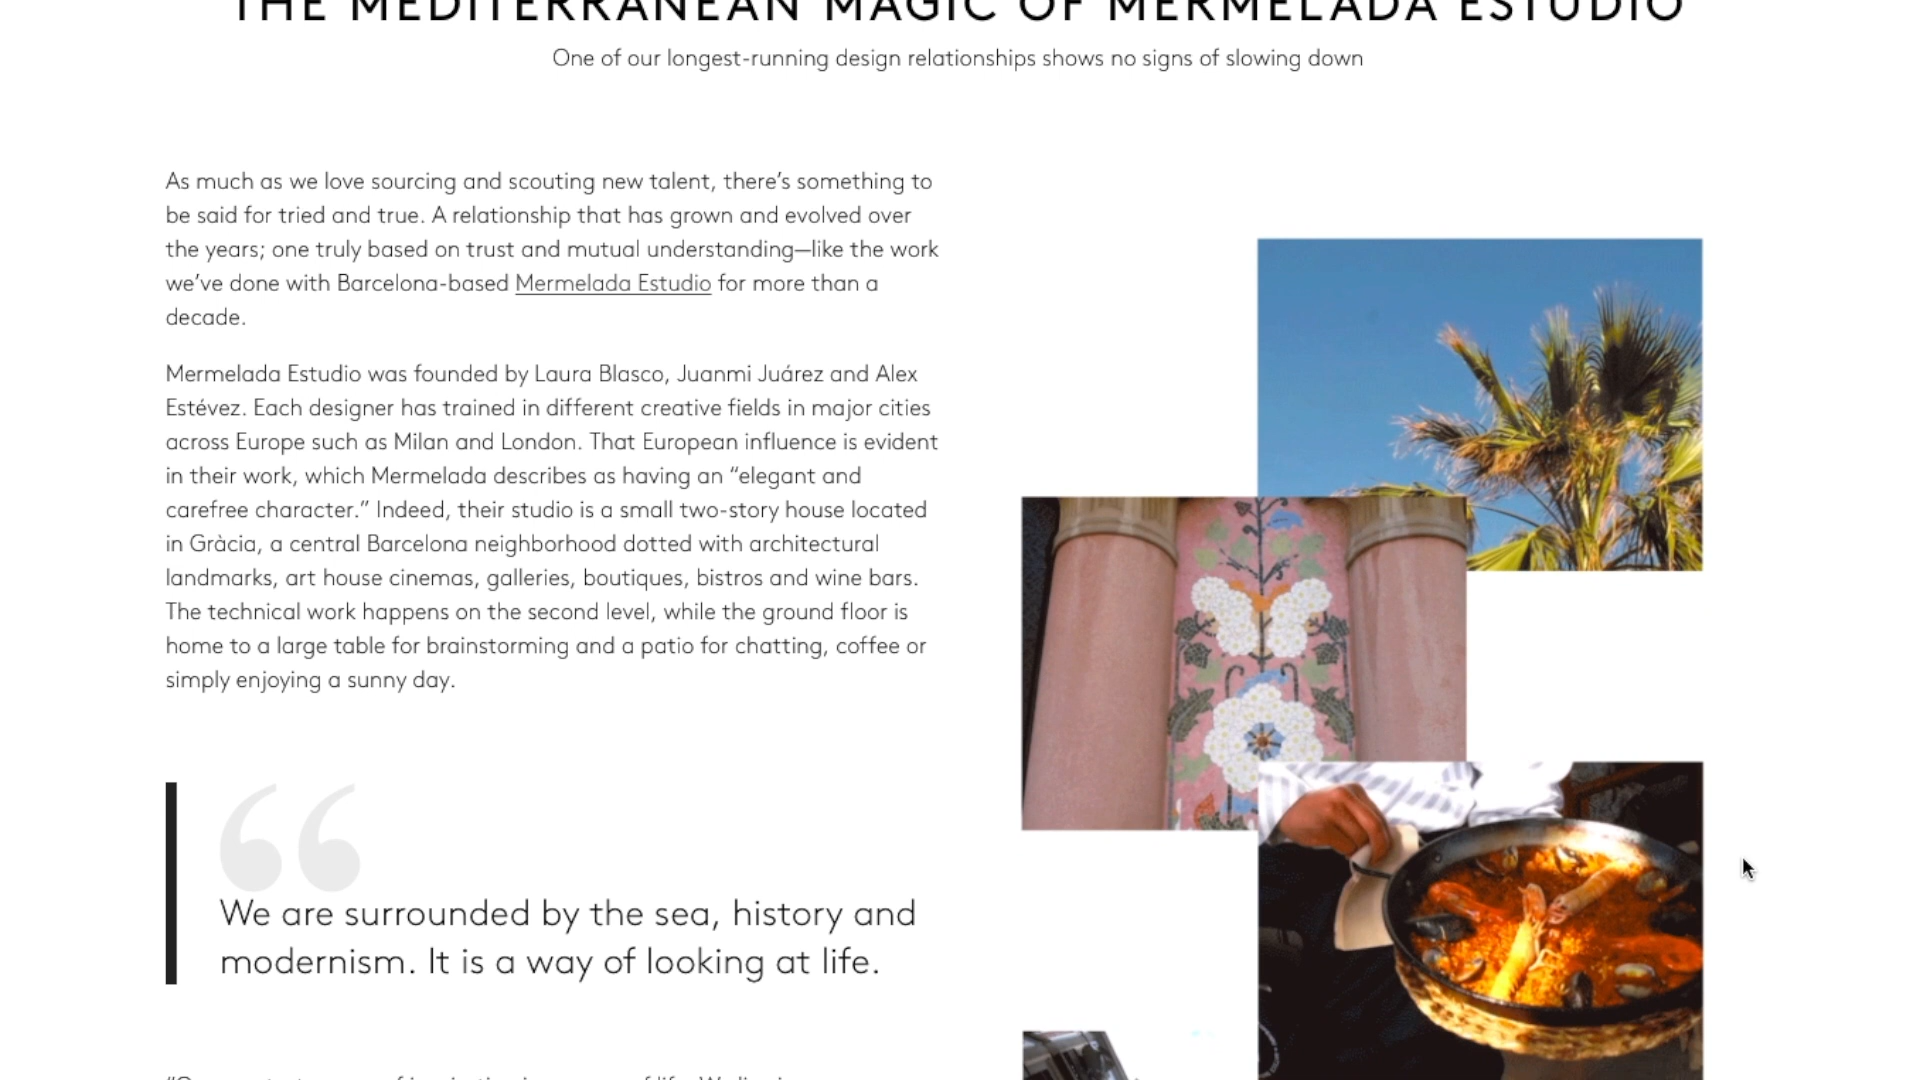 THE MEDITERRANEAN MAGIC OF MERMELADA ESTUDIO
One of our longest-running design relationships shows no signs of slowing down
As much as we love sourcing and scouting new talent, there’s something to
be said for tried and true. A relationship that has grown and evolved over
the years; one truly based on trust and mutual understanding—like the work
we’ve done with Barcelona-based Mermelada Estudio for more than a
decade.
Mermelada Estudio was founded by Laura Blasco, Juanmi Juárez and Alex
Estévez. Each designer has trained in different creative fields in major cities
across Europe such as Milan and London. That European influence is evident
in their work, which Mermelada describes as having an “elegant and
carefree character.” Indeed, their studio is a small two-story house located
in Gràcia, a central Barcelona neighborhood dotted with architectural
landmarks, art house cinemas, galleries, boutiques, bistros and wine bars.
The technical work happens on the second level, while the ground floor is
home to a large table for brainstorming and a patio for chatting, coffee or
simply enjoying a sunny day.
“
We are surrounded by the sea, history and
modernism. It is a way of looking at life.